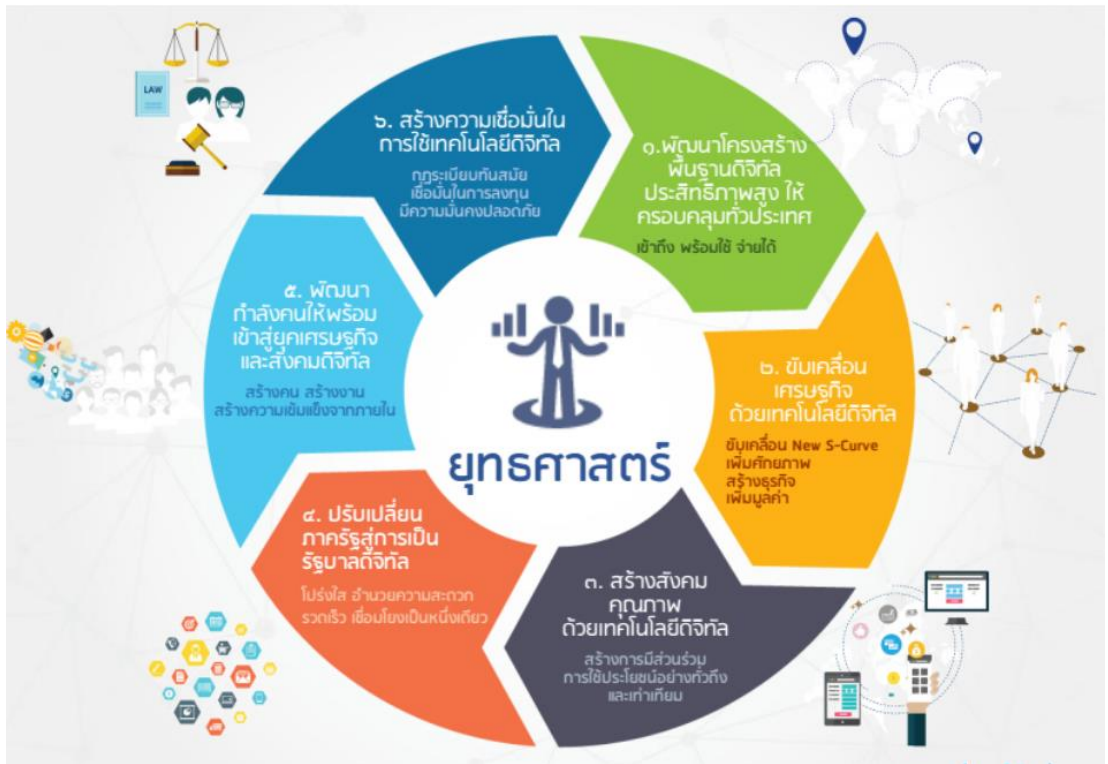 ๑.พัฒนาโครงสร้าง
พื้นฐานดิจิทัล
ประสิทธิภาพสูง ให้
ครอบคลุมทั่วประเทศ
เข้าถึง พร้อมใช้ จ่ายได้
๒. ขับเคลื่อน
เศรษฐกิจ
ด้วยเทคโนโลยีดิจิทัล
ขับเคลื่อน New S-Curve
เพิ่มศักยภาพ
สร้างธุรกิจ
เพิ่มมูลค่า
๓. สร้างสังคม
คุณภาพ
ด้วยเทคโนโลยีดิจิทัล
สร้างการมีส่วนร่วม
การใช้ประโยชน์อย่างทั่วถึง
และเท่าเทียม
๔. ปรับเปลี่ยน
ภาครัฐสู่การเป็น
รัฐบาลดิจิทัล
โปร่งใส อำนวยความสะดวก
รวดเร็ว เชื่อมโยงเป็นหนึ่งเดียว
๕. พัฒนา
กำลังคนให้พร้อม
เข้าสู่ยุคเศรษฐกิจ
และสังคมดิจิทัล
สร้างคน สร้างงาน
สร้างความเข้มแข็งจากภายใน
๖. สร้างความเชื่อมั่นใน
การใช้เทคโนโลยีดิจิทัล
กฎระเบียบทันสมัย
เชื่อมั่นในการลงทุน
มีความมั่นคงปลอดภัย
ยุทธศาสตร์
LAW